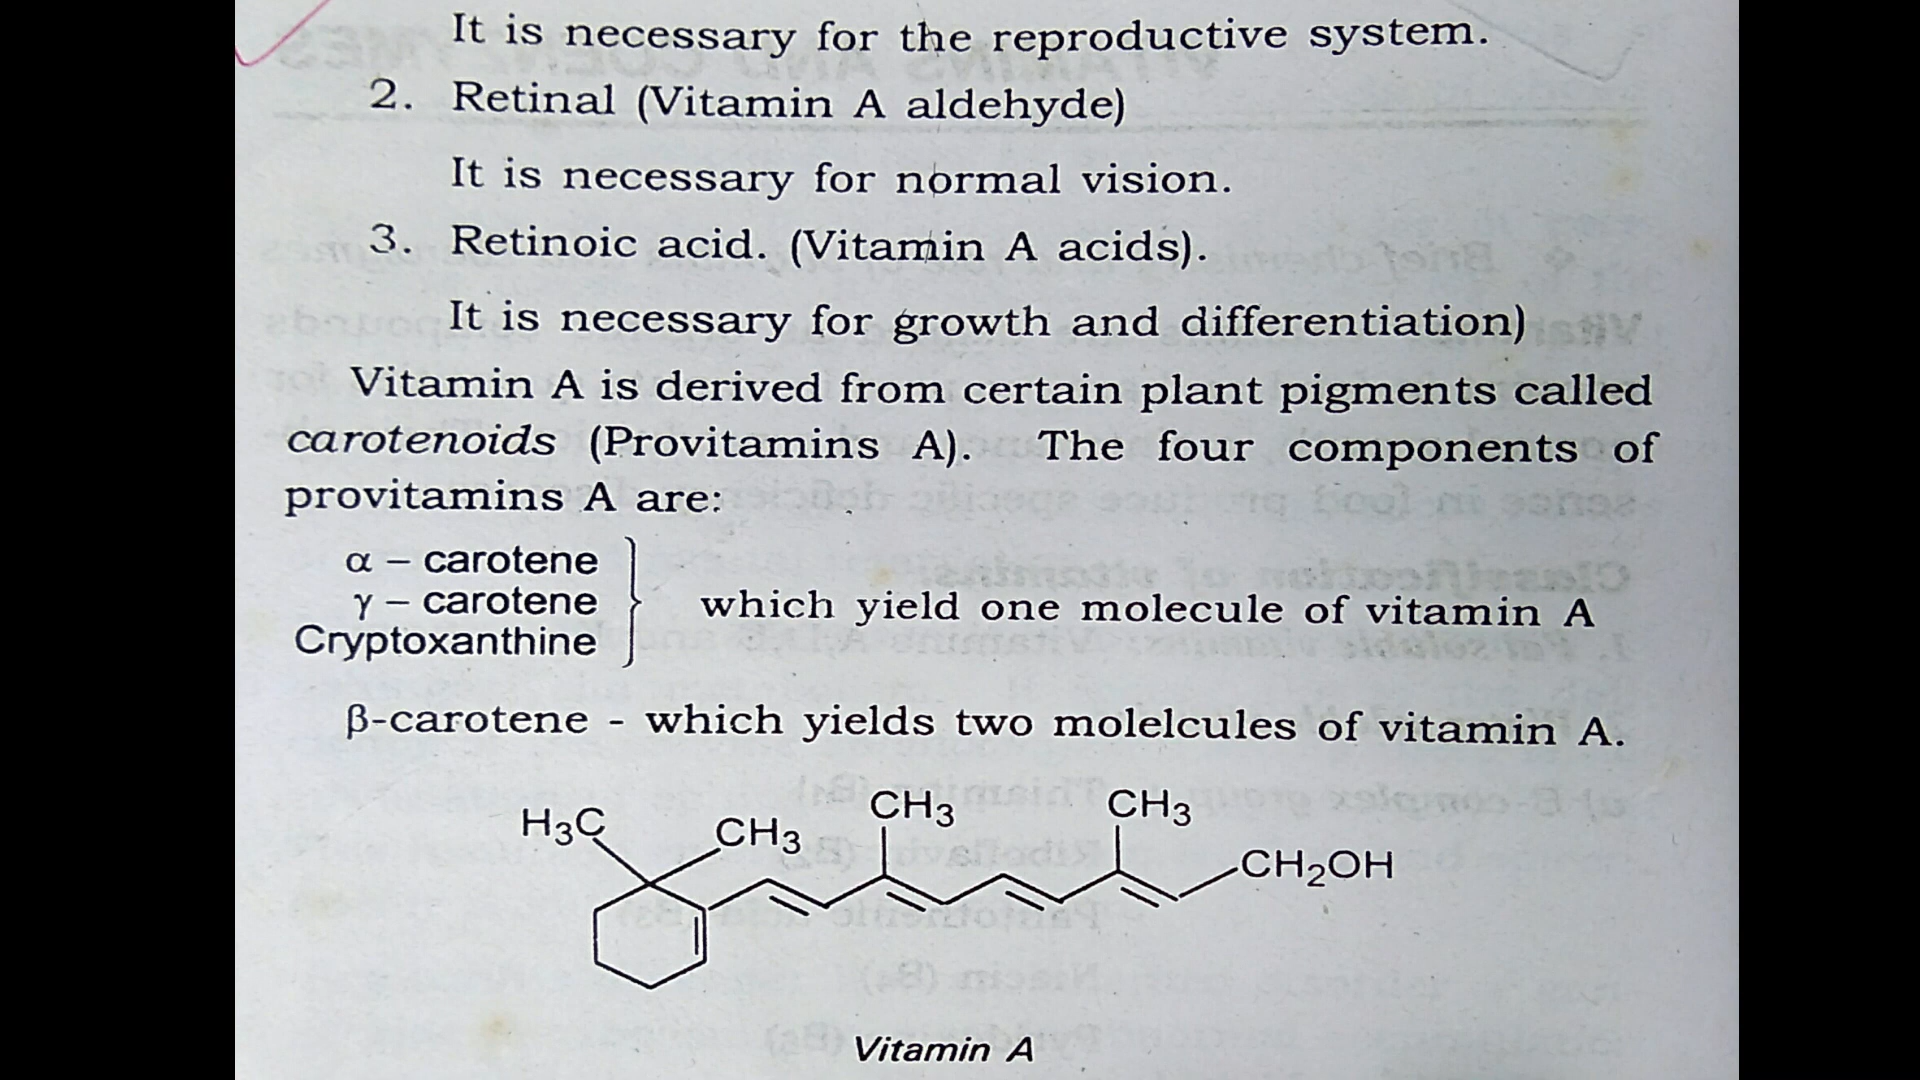 It is necessary for the reproductive system.
2. Retinal (Vitamin A aldehyde)
It is necessary for normal vision.
3. Retinoic acid. (Vitamin A acids).
It is necessary for growth and differentiation)
Vitamin A is derived from certain plant pigments called
carotenoids (Provitamins A). The four components of
provitamins A are:
α – carotene
γ – carotene
Cryptoxanthine
which yield one molecule of vitamin A
β-carotene - which yields two molelcules of vitamin A.
H₃C CH₃ CH₃ CH₃
CH₂OH
Vitamin A